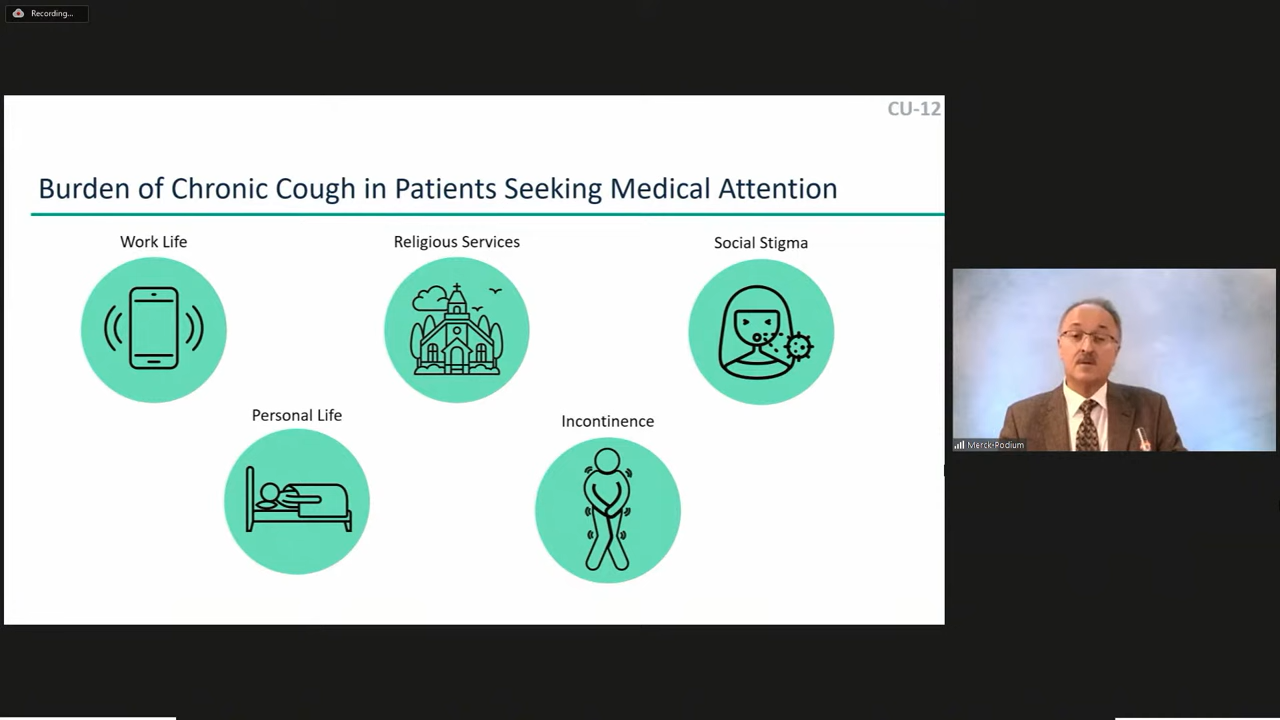 Recording...
CU-12
Burden of Chronic Cough in Patients Seeking Medical Attention
Work Life
Religious Services
Social Stigma
Personal Life
Incontinence
Merck-Podium